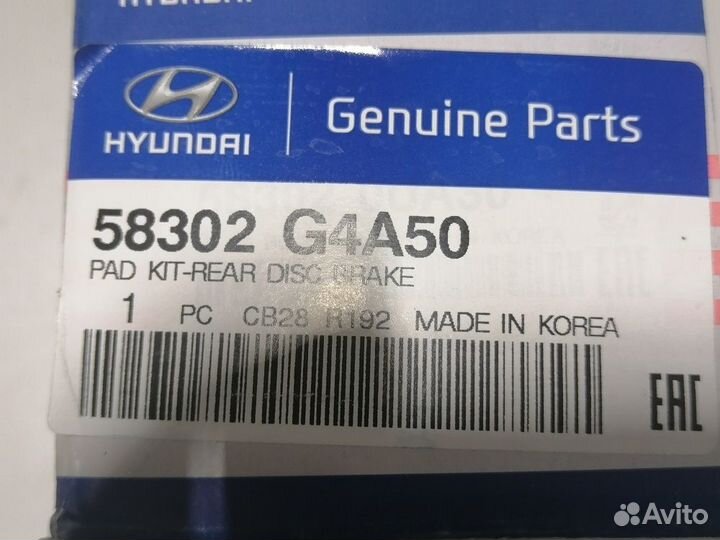 HYUNDAI
HYUNDAI
Genuine Parts
58302 G4A50
PAD KIT-REAR DISC BRAKE
1 PC CB28 R192 MADE IN KOREA
EAC
Avito